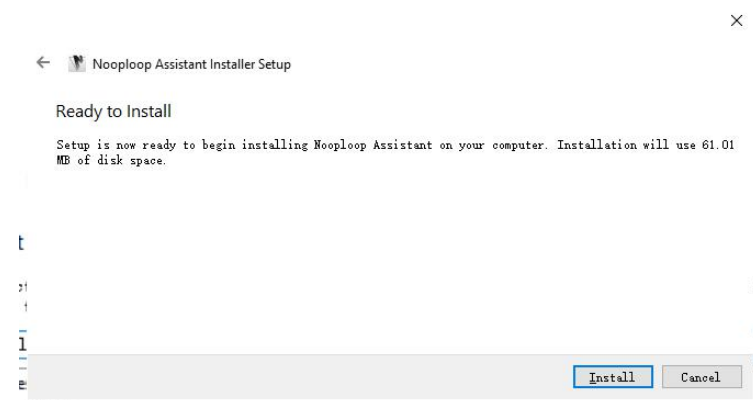 Nooploop Assistant Installer Setup
Ready to Install
Setup is now ready to begin installing Nooploop Assistant on your computer. Installation will use 61.01
MB of disk space.
Install
Cancel